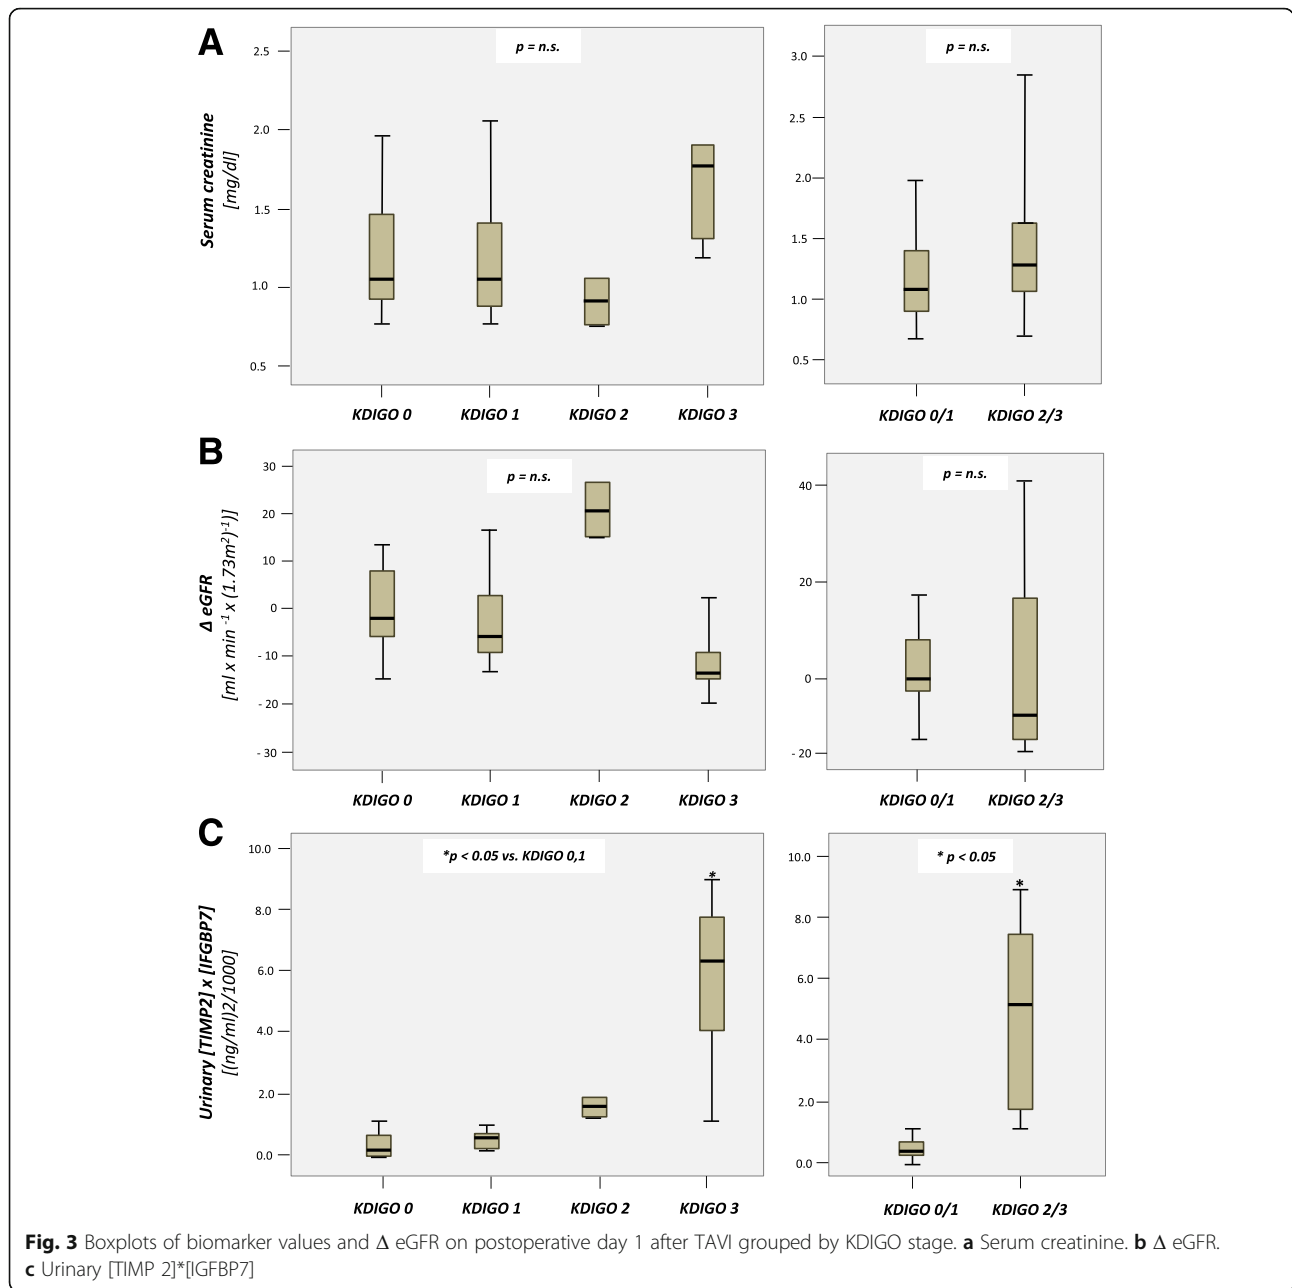 A
p = n.s.
p = n.s.
Serum creatinine
[mg/dl]
2.5
2.0
1.5
1.0
0.5
3.0
2.5
2.0
1.5
1.0
0.5
KDIGO 0 KDIGO 1 KDIGO 2 KDIGO 3
KDIGO 0/1 KDIGO 2/3
B
p = n.s.
p = n.s.
Δ eGFR
[ml x min⁻¹ x (1.73m²)⁻¹)]
30
20
10
0
- 10
- 20
- 30
40
20
0
- 20
KDIGO 0 KDIGO 1 KDIGO 2 KDIGO 3
KDIGO 0/1 KDIGO 2/3
C
*p < 0.05 vs. KDIGO 0,1
* p < 0.05
Urinary [TIMP2] x [IFGBP7]
[(ng/ml)2/1000]
10.0
8.0
6.0
4.0
2.0
0.0
*
10.0
8.0
6.0
4.0
2.0
0.0
*
KDIGO 0 KDIGO 1 KDIGO 2 KDIGO 3
KDIGO 0/1 KDIGO 2/3
Fig. 3 Boxplots of biomarker values and Δ eGFR on postoperative day 1 after TAVI grouped by KDIGO stage. a Serum creatinine. b Δ eGFR.
c Urinary [TIMP 2]*[IGFBP7]